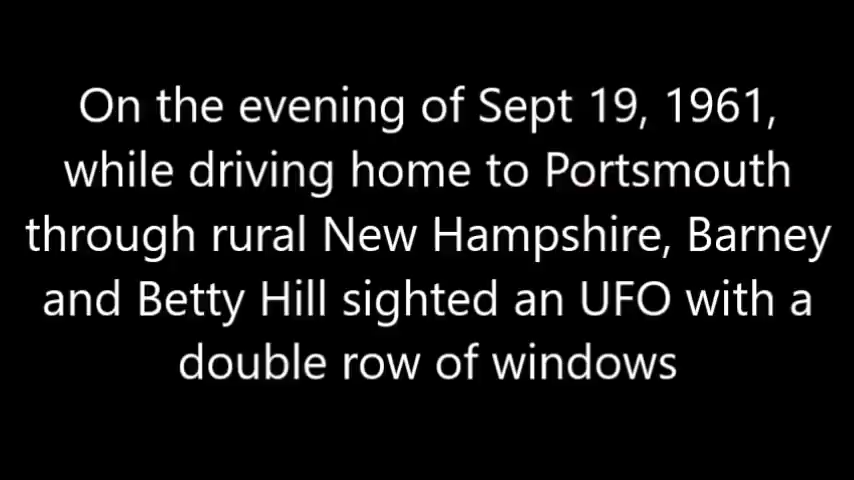 On the evening of Sept 19, 1961,
while driving home to Portsmouth
through rural New Hampshire, Barney
and Betty Hill sighted an UFO with a
double row of windows